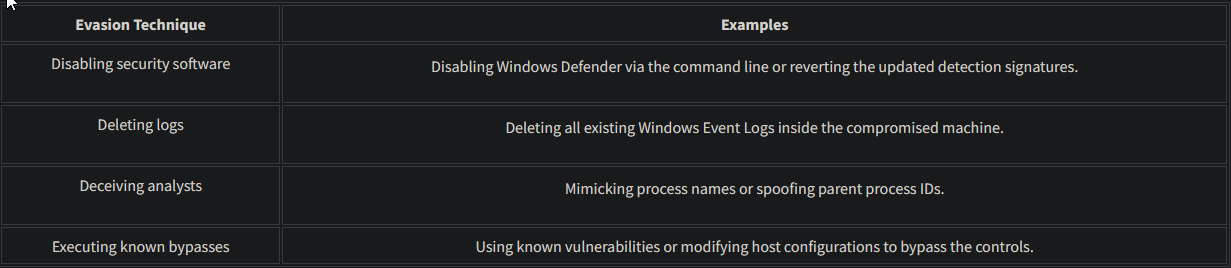 Evasion Technique
Examples
Disabling security software
Disabling Windows Defender via the command line or reverting the updated detection signatures.
Deleting logs
Deleting all existing Windows Event Logs inside the compromised machine.
Deceiving analysts
Mimicking process names or spoofing parent process IDs.
Executing known bypasses
Using known vulnerabilities or modifying host configurations to bypass the controls.